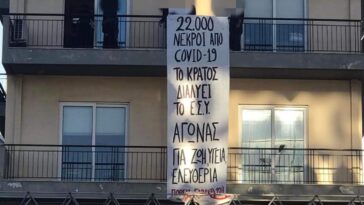 22.000
ΝΕΚΡΟΙ ΑΠΟ
COVID-19
ΤΟ ΚΡΑΤΟΣ
ΔΙΑΛΥΕΙ
ΤΟ Ε.Σ.Υ.
ΑΓΩΝΑΣ
ΓΙΑ ΖΩΗ ΥΓΕΙΑ
ΕΛΕΥΘΕΡΙΑ